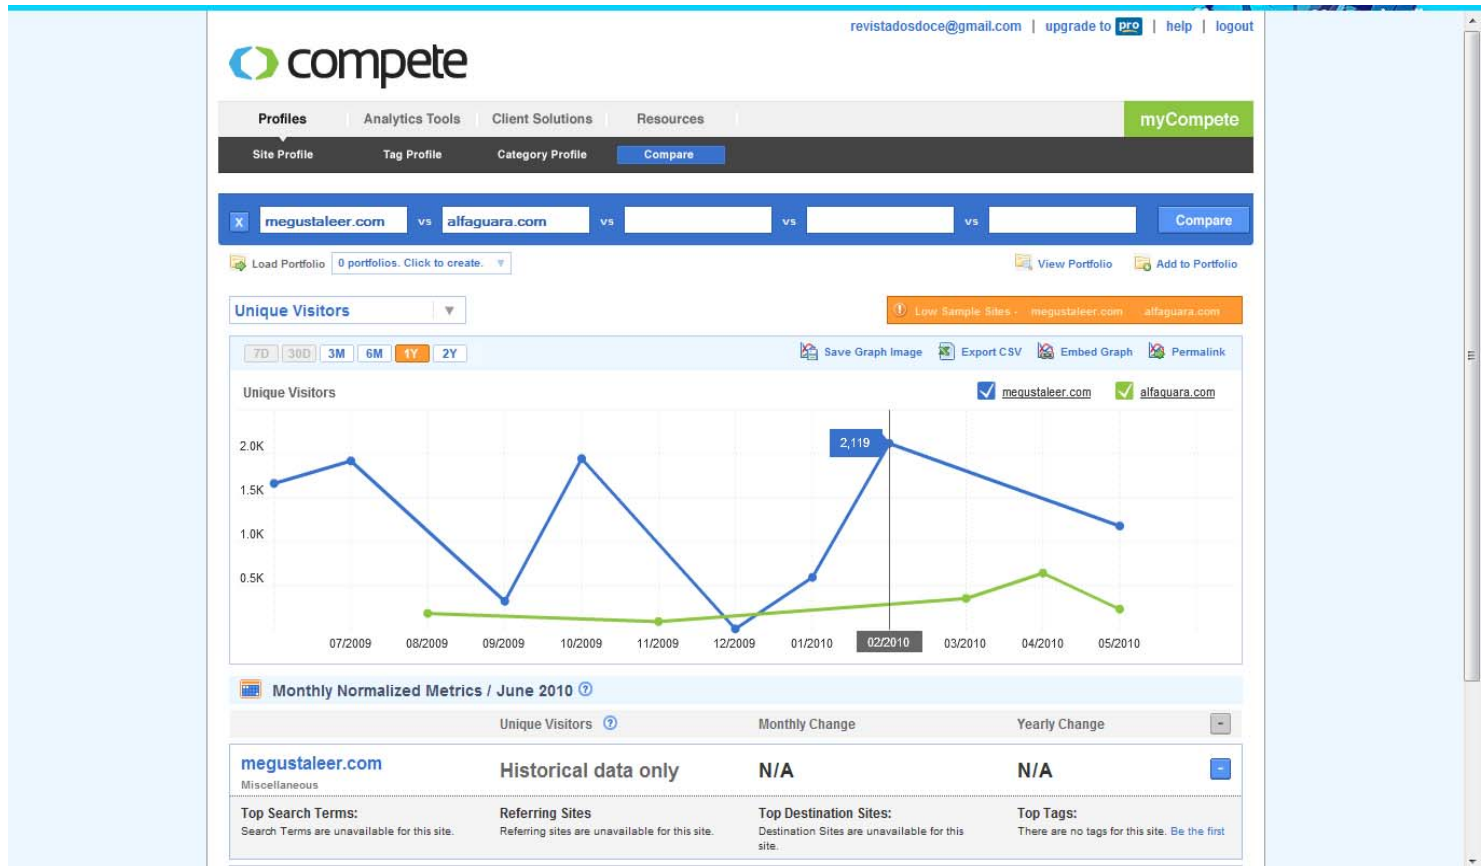 revistadosdoce@gmail.com | upgrade to pro | help | logout
compete
Profiles Analytics Tools Client Solutions Resources myCompete
Site Profile Tag Profile Category Profile Compare
X megustaleer.com vs alfaguara.com vs vs vs Compare
Load Portfolio 0 portfolios. Click to create. View Portfolio Add to Portfolio
Unique Visitors Low Sample Sites - megustaleer.com alfaguara.com
7D 30D 3M 6M 1Y 2Y Save Graph Image Export CSV Embed Graph Permalink
Unique Visitors megustaleer.com alfaguara.com
2.0K 2,119
1.5K
1.0K
0.5K
07/2009 08/2009 09/2009 10/2009 11/2009 12/2009 01/2010 02/2010 03/2010 04/2010 05/2010
Monthly Normalized Metrics / June 2010 ?
Unique Visitors ? Monthly Change Yearly Change -
megustaleer.com Historical data only N/A N/A -
Miscellaneous
Top Search Terms: Referring Sites Top Destination Sites: Top Tags:
Search Terms are unavailable for this site. Referring sites are unavailable for this site. Destination Sites are unavailable for this There are no tags for this site. Be the first
site.